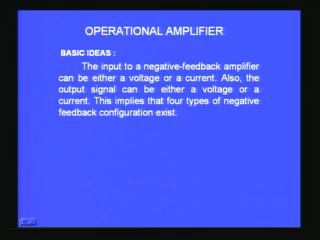 OPERATIONAL AMPLIFIER
BASIC IDEAS :
The input to a negative-feedback amplifier
can be either a voltage or a current. Also, the
output signal can be either a voltage or a
current. This implies that four types of negative
feedback configuration exist.